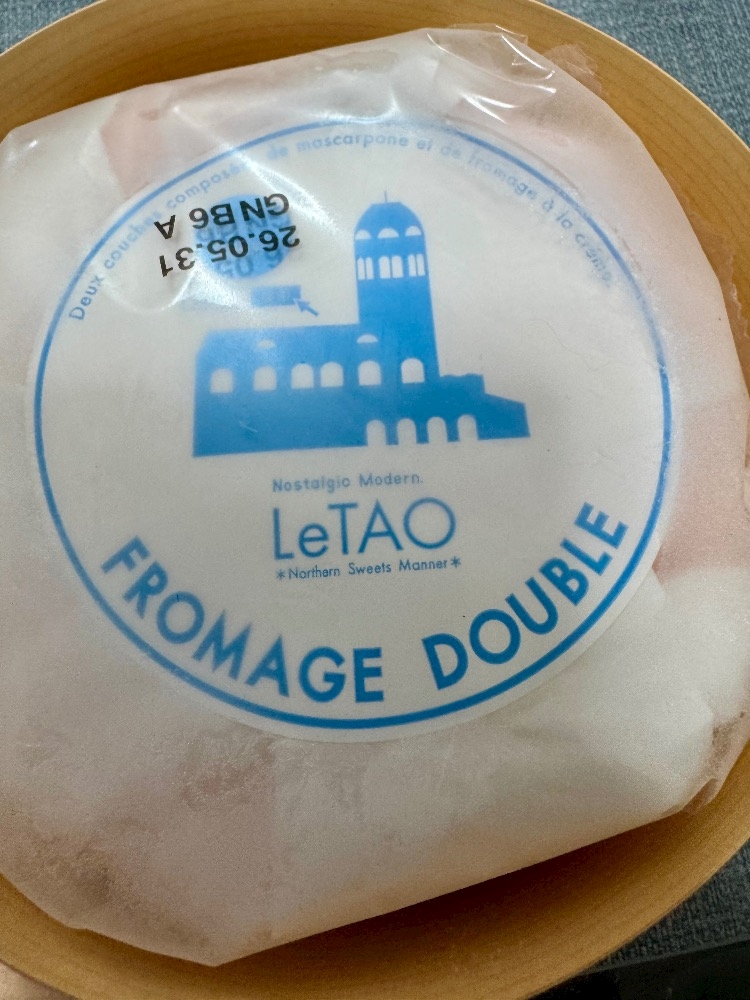 Deux couches composées de mascarpone et de fromage à la crème
26.05.31
GNB6 A
Nostalgic Modern.
LeTAO
*Northern Sweets Manner*
FROMAGE DOUBLE